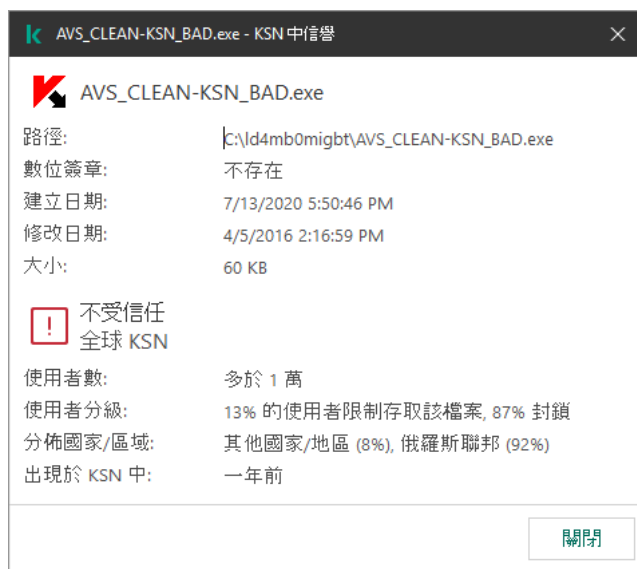 AVS_CLEAN-KSN_BAD.exe - KSN 中信譽
AVS_CLEAN-KSN_BAD.exe
路徑: C:\ld4mb0migbt\AVS_CLEAN-KSN_BAD.exe
數位簽章: 不存在
建立日期: 7/13/2020 5:50:46 PM
修改日期: 4/5/2016 2:16:59 PM
大小: 60 KB
不受信任
全球 KSN
使用者數: 多於 1 萬
使用者分級: 13% 的使用者限制存取該檔案, 87% 封鎖
分佈國家/區域: 其他國家/地區 (8%), 俄羅斯聯邦 (92%)
出現於 KSN 中: 一年前
關閉